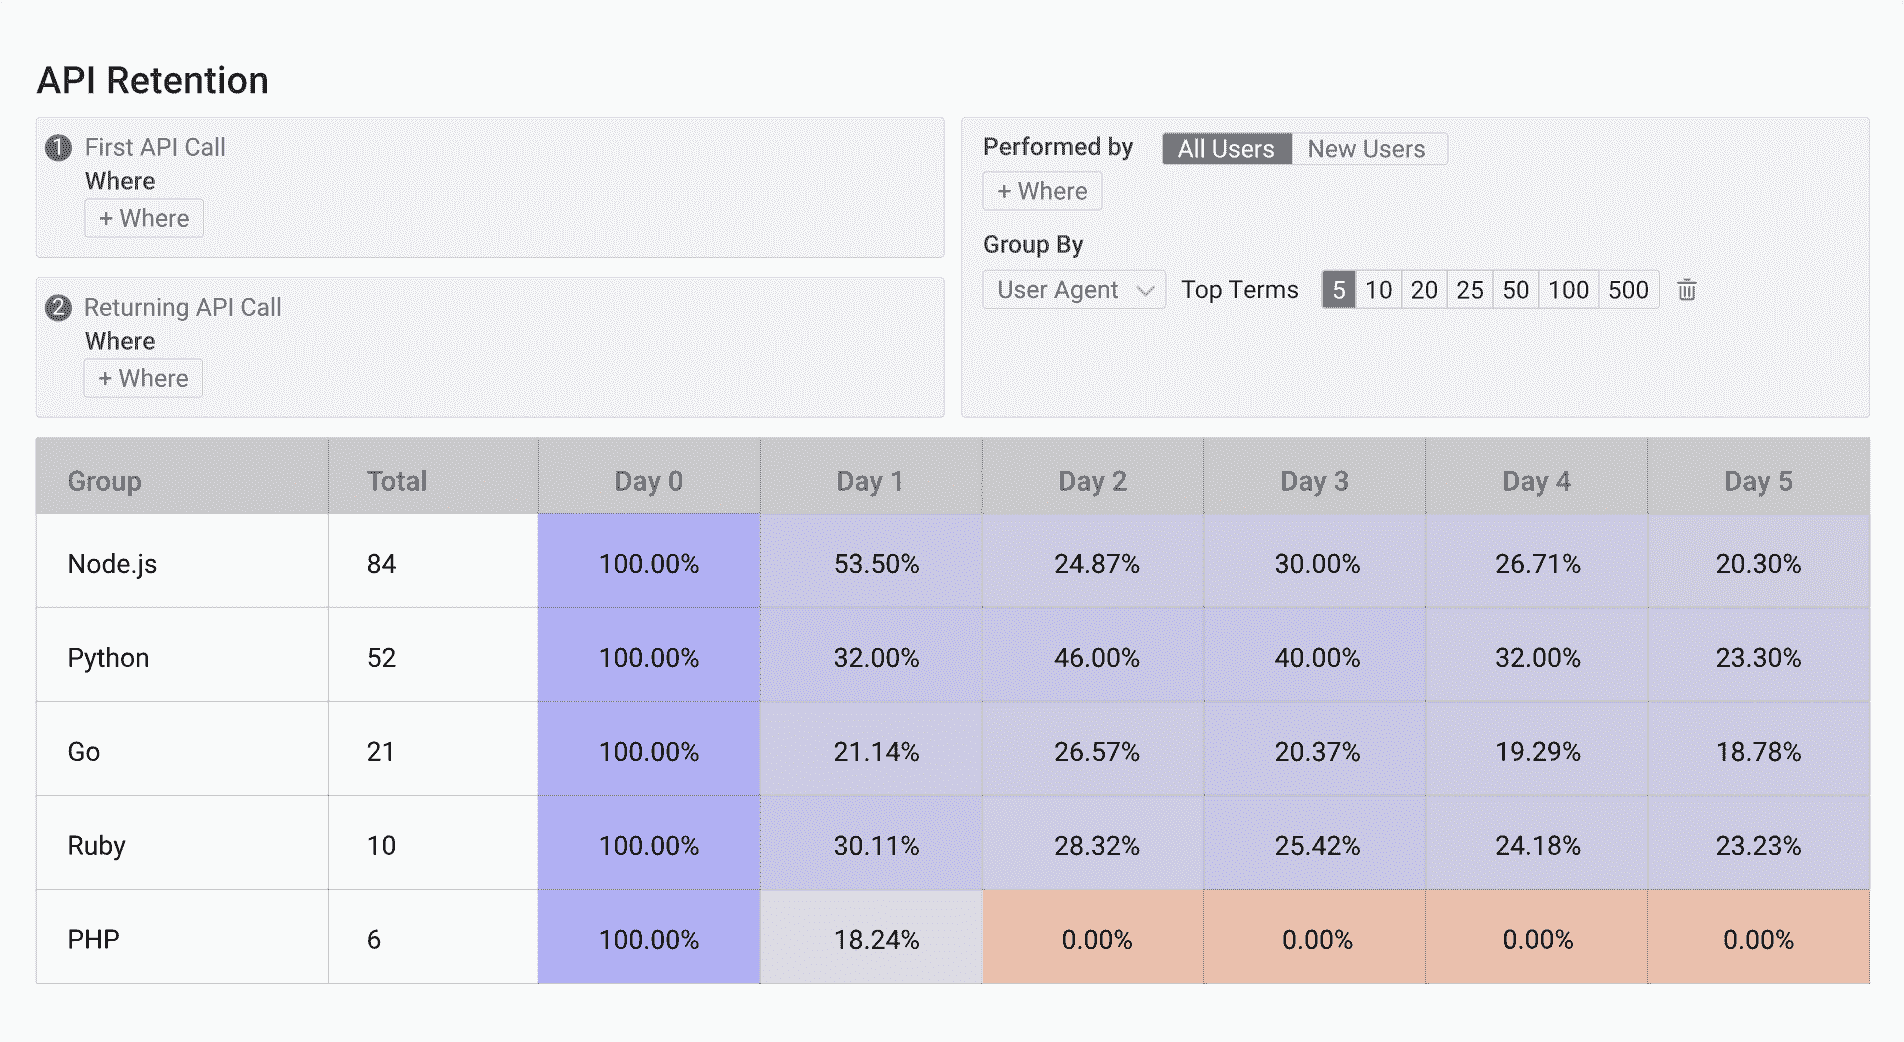 API Retention
1 First API Call
Where
+ Where
2 Returning API Call
Where
+ Where
Performed by All Users New Users
+ Where
Group By
User Agent Top Terms 5 10 20 25 50 100 500
Group Total Day 0 Day 1 Day 2 Day 3 Day 4 Day 5
Node.js 84 100.00% 53.50% 24.87% 30.00% 26.71% 20.30%
Python 52 100.00% 32.00% 46.00% 40.00% 32.00% 23.30%
Go 21 100.00% 21.14% 26.57% 20.37% 19.29% 18.78%
Ruby 10 100.00% 30.11% 28.32% 25.42% 24.18% 23.23%
PHP 6 100.00% 18.24% 0.00% 0.00% 0.00% 0.00%